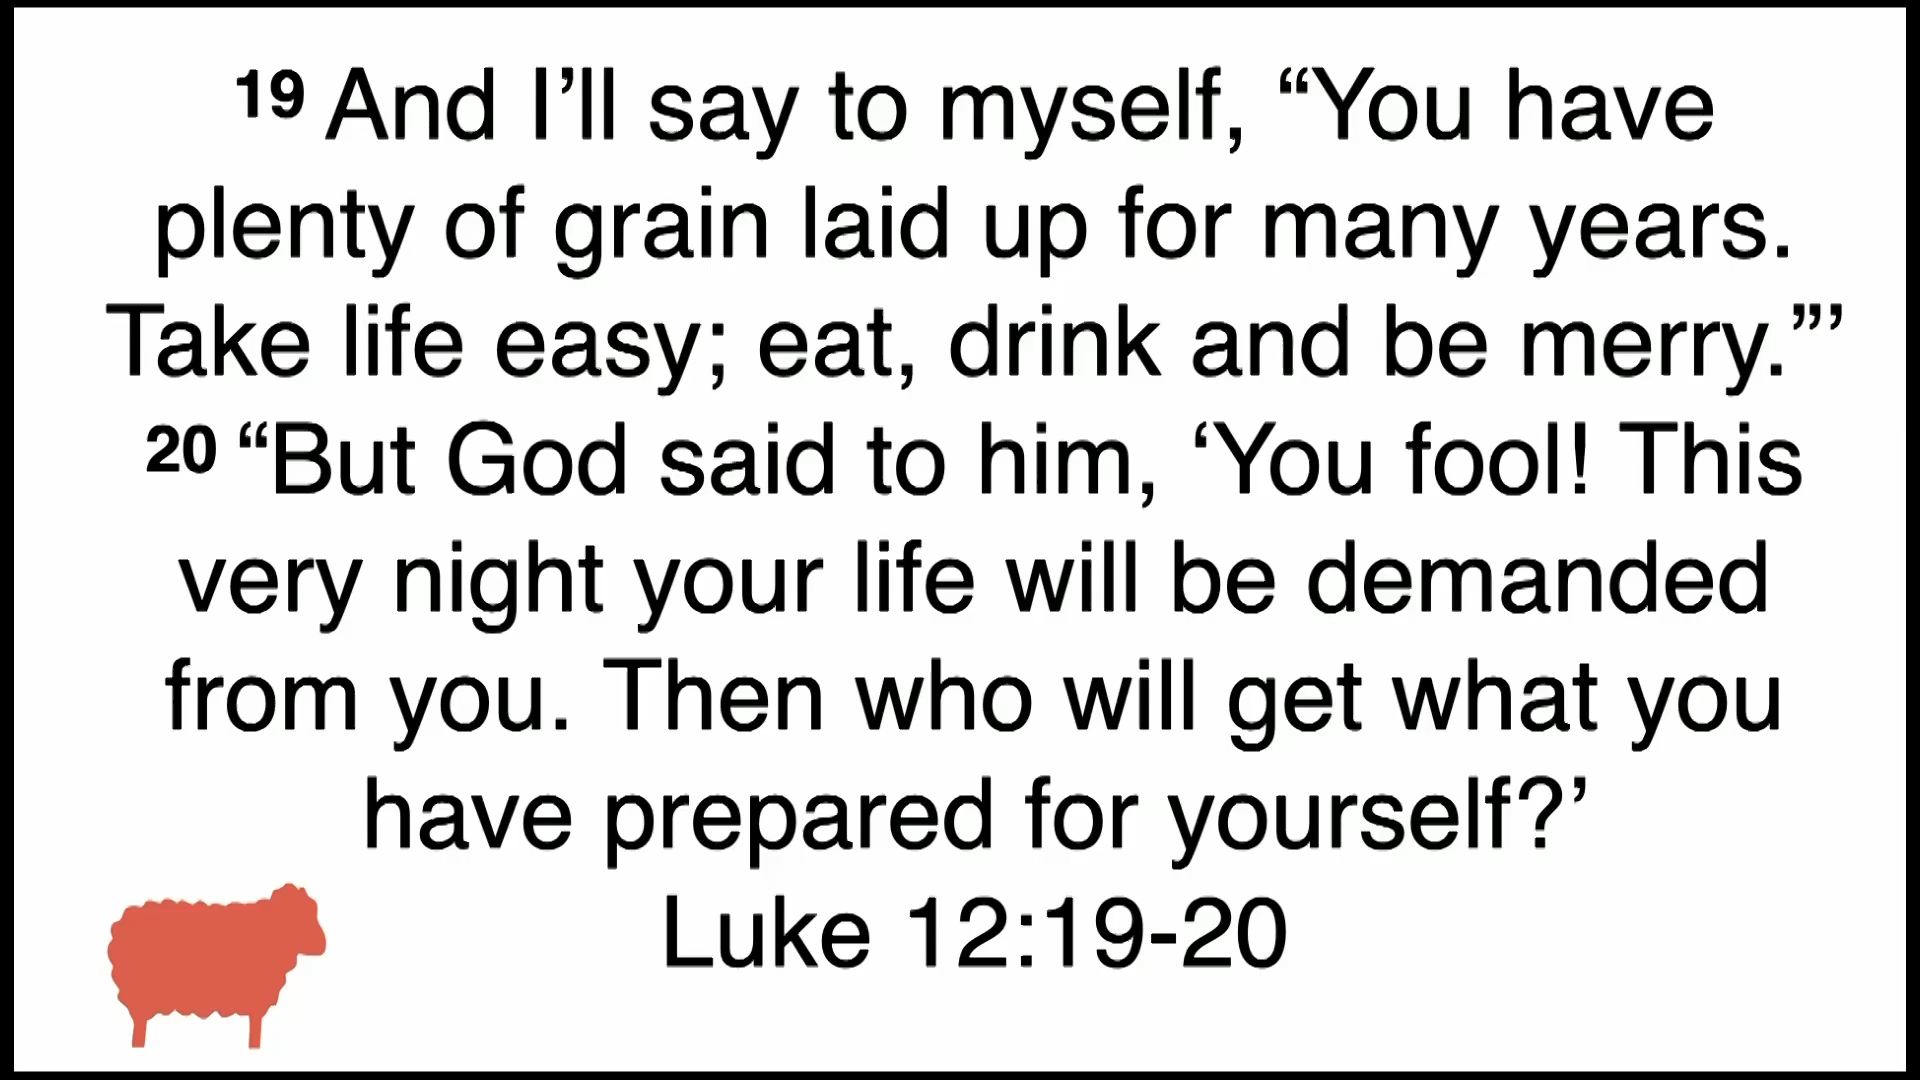 19 And I’ll say to myself, “You have
plenty of grain laid up for many years.
Take life easy; eat, drink and be merry.”’
20 “But God said to him, ‘You fool! This
very night your life will be demanded
from you. Then who will get what you
have prepared for yourself?’
Luke 12:19-20